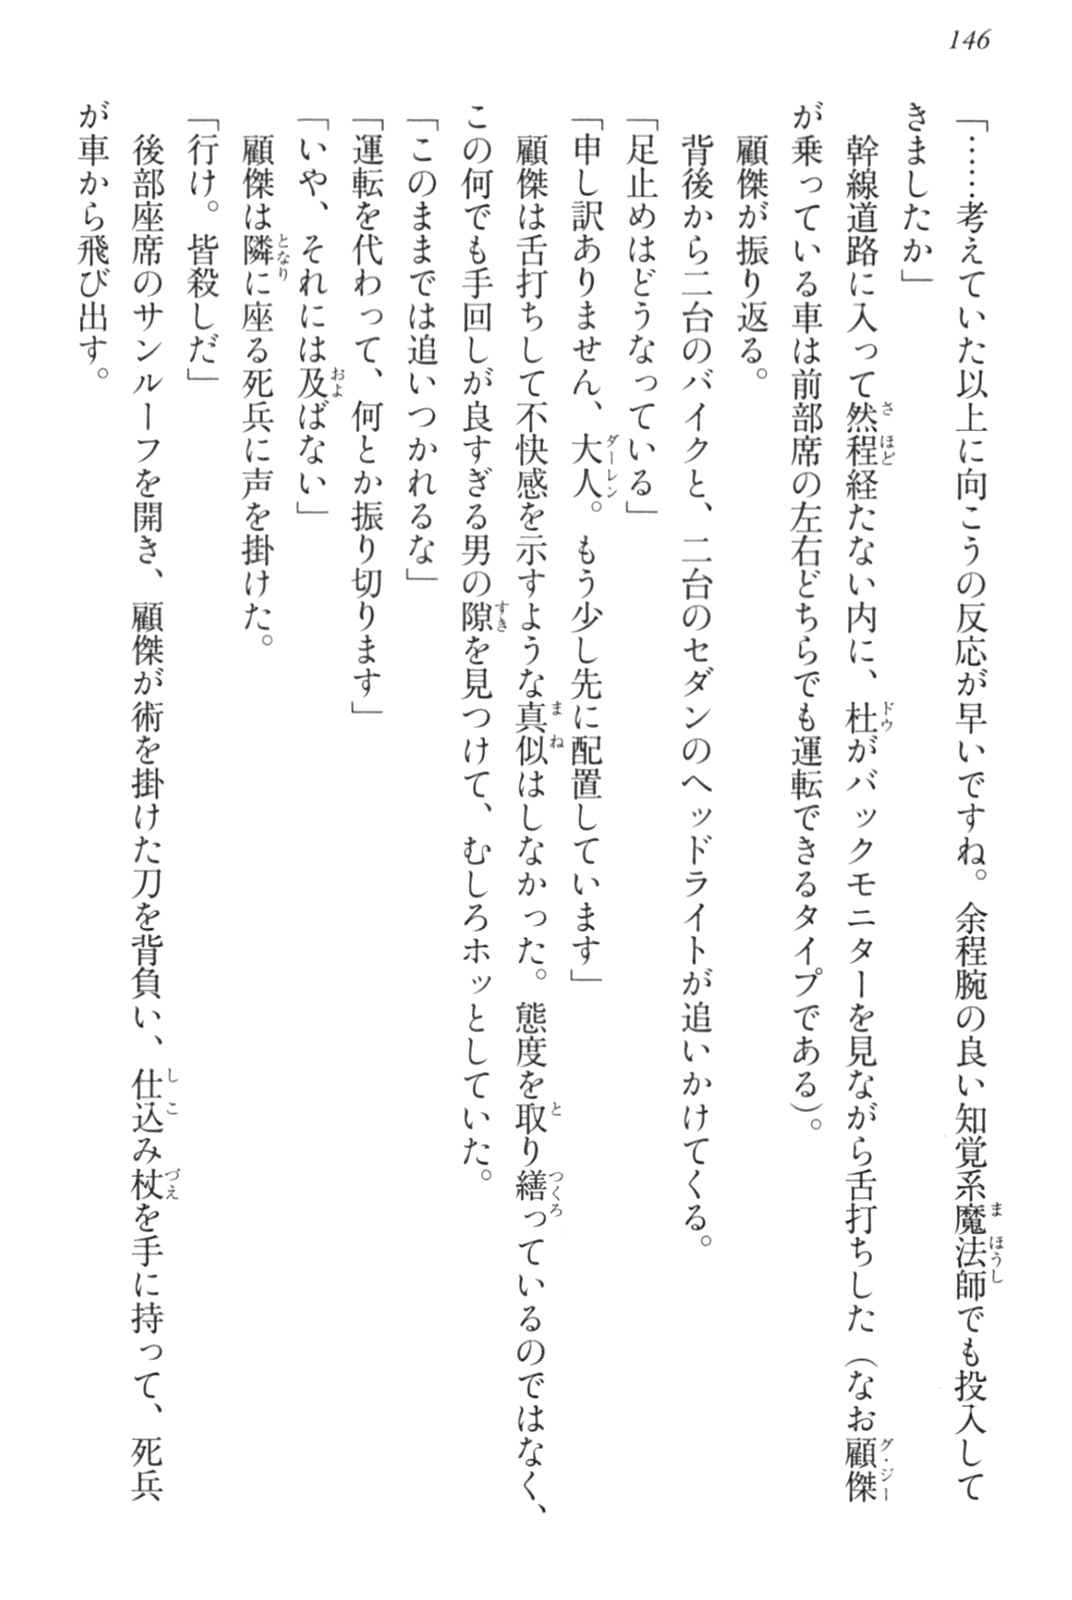 146
「……考えていた以上に向こうの反応が早いですね。余程腕の良い知覚系魔法師でも投入して
きましたか」
　幹線道路に入って然程経たない内に、杜がバックモニターを見ながら舌打ちした（なお顧傑
が乗っている車は前部席の左右どちらでも運転できるタイプである）。
　顧傑が振り返る。
　背後から二台のバイクと、二台のセダンのヘッドライトが追いかけてくる。
「足止めはどうなっている」
「申し訳ありません、大人。もう少し先に配置しています」
　顧傑は舌打ちして不快感を示すような真似はしなかった。態度を取り繕っているのではなく、
この何でも手回しが良すぎる男の隙を見つけて、むしろホッとしていた。
「このままでは追いつかれるな」
「運転を代わって、何とか振り切ります」
「いや、それには及ばない」
　顧傑は隣に座る死兵に声を掛けた。
「行け。皆殺しだ」
　後部座席のサンルーフを開き、顧傑が術を掛けた刀を背負い、仕込み杖を手に持って、死兵
が車から飛び出す。